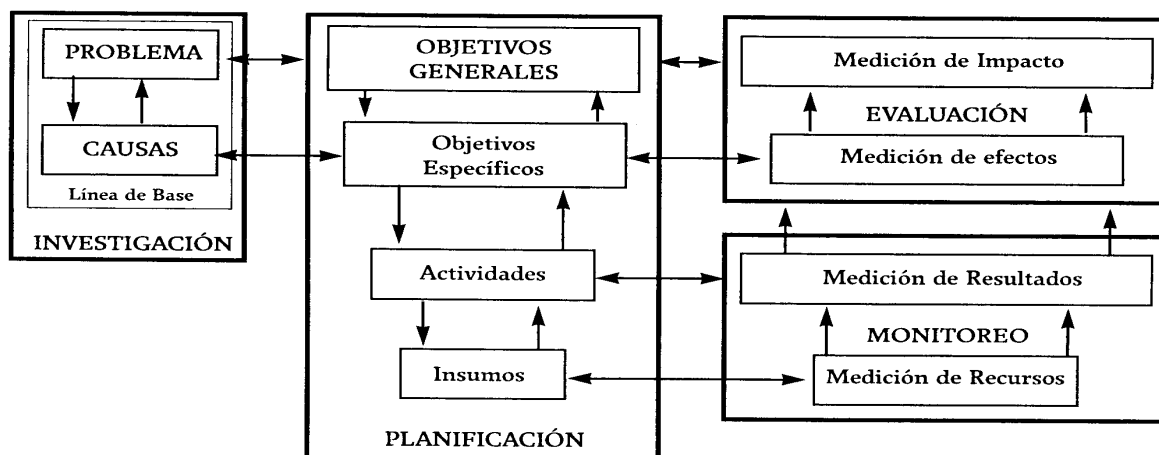 PROBLEMA
CAUSAS
Línea de Base
INVESTIGACIÓN
OBJETIVOS
GENERALES
Objetivos
Específicos
Actividades
Insumos
PLANIFICACIÓN
Medición de Impacto
EVALUACIÓN
Medición de efectos
Medición de Resultados
MONITOREO
Medición de Recursos